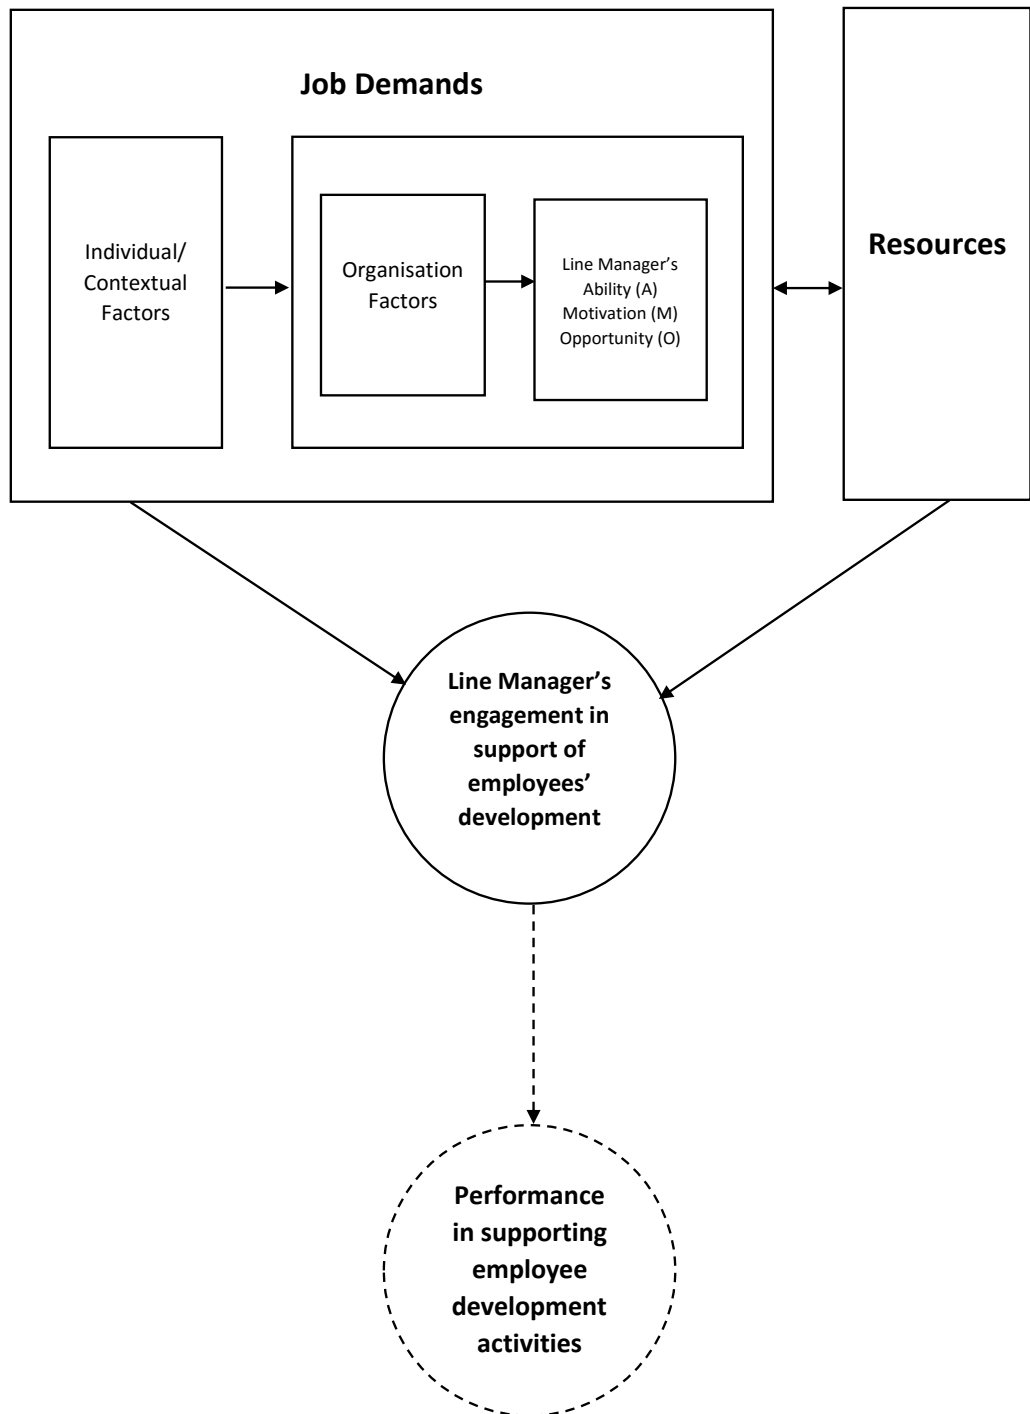 Job Demands
Individual/
Contextual
Factors
Organisation
Factors
Line Manager’s
Ability (A)
Motivation (M)
Opportunity (O)
Resources
Line Manager’s
engagement in
support of
employees’
development
Performance
in supporting
employee
development
activities